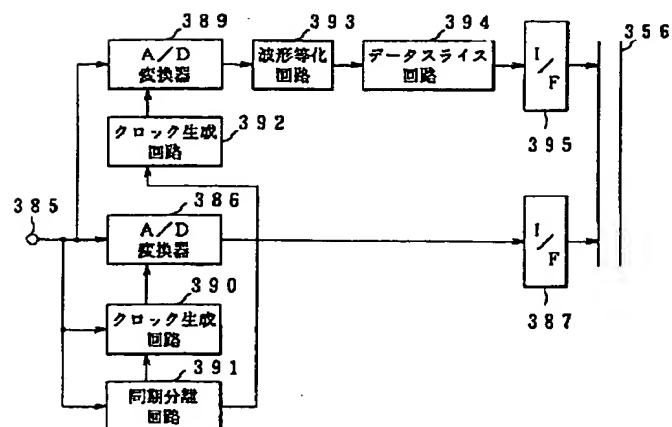 389
A/D
変換器
393
波形等化
回路
394
データスライス
回路
I/F
395
356
クロック生成
回路
392
385
386
A/D
変換器
I/F
387
390
クロック生成
回路
391
同期分離
回路